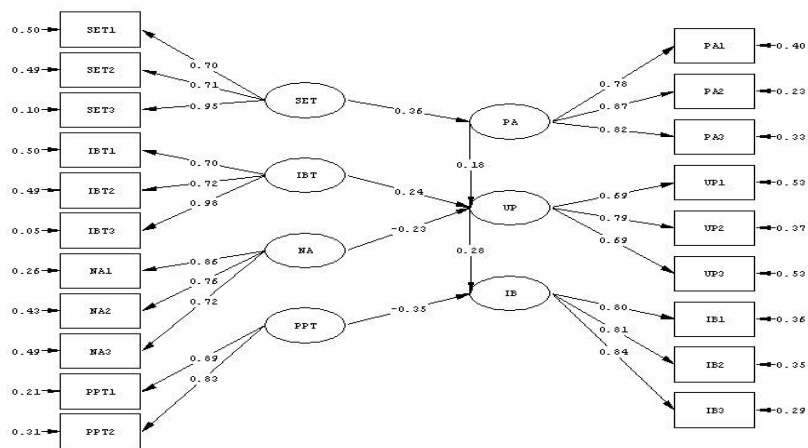 0.50 SET1
0.49 SET2
0.10 SET3
0.50 IBT1
0.49 IBT2
0.05 IBT3
0.26 NA1
0.43 NA2
0.49 NA3
0.21 PPT1
0.31 PPT2
0.70
0.71
0.95
0.70
0.72
0.98
0.86
0.76
0.72
0.89
0.83
SET
IBT
NA
PPT
0.36
0.24
-0.23
-0.35
PA
0.18
UP
0.28
IB
0.78
0.87
0.82
0.69
0.79
0.69
0.80
0.81
0.84
PA1 0.40
PA2 0.23
PA3 0.33
UP1 0.53
UP2 0.37
UP3 0.53
IB1 0.36
IB2 0.35
IB3 0.29